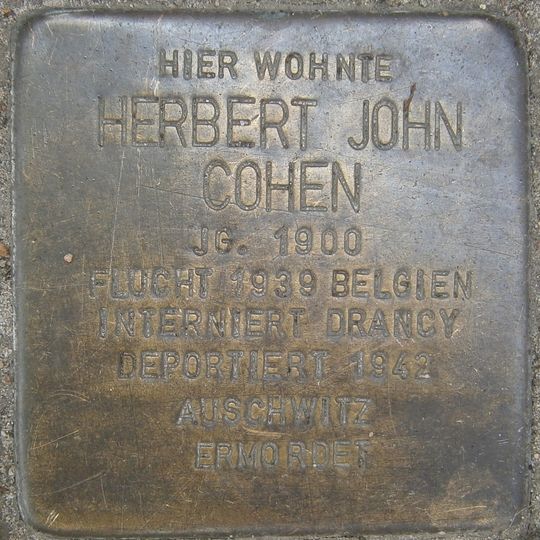 HIER WOHNTE
HERBERT JOHN
COHEN
JG. 1900
FLUCHT 1939 BELGIEN
INTERNIERT DRANCY
DEPORTIERT 1942
AUSCHWITZ
ERMORDET